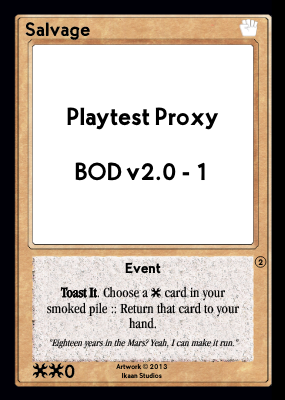 Salvage
Playtest Proxy
BOD v2.0 - 1
2
Event
Toast It. Choose a card in your
smoked pile :: Return that card to your
hand.
"Eighteen years in the Mars? Yeah, I can make it run."
0
Artwork © 2013
Ikaan Studios